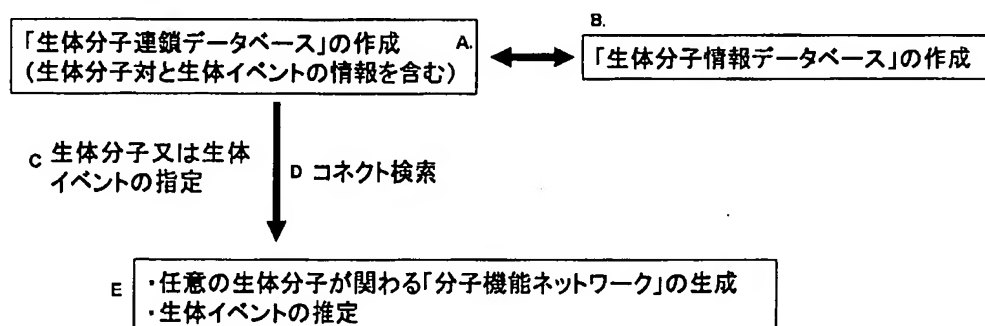 「生体分子連鎖データベース」の作成 A.
(生体分子対と生体イベントの情報を含む)
B.
「生体分子情報データベース」の作成
C 生体分子又は生体
イベントの指定
D コネクト検索
E ・任意の生体分子が関わる「分子機能ネットワーク」の生成
・生体イベントの推定